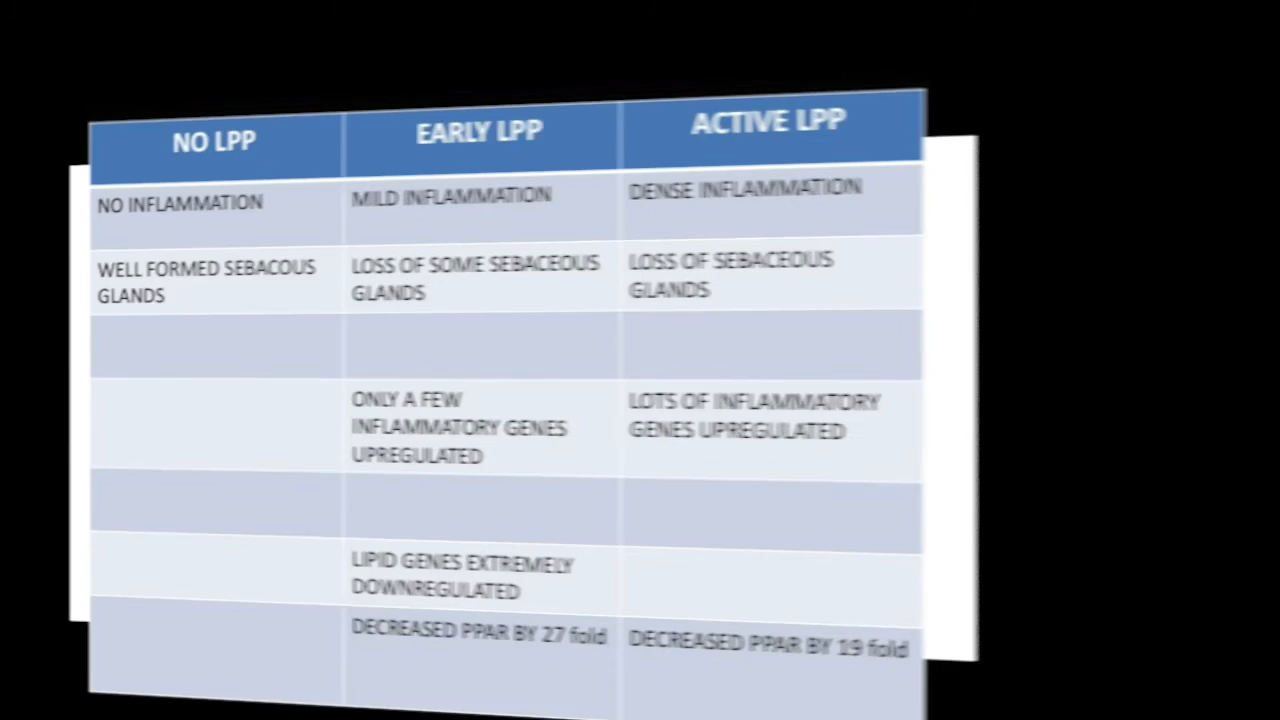 NO LPP
EARLY LPP
ACTIVE LPP
NO INFLAMMATION
MILD INFLAMMATION
DENSE INFLAMMATION
WELL FORMED SEBACOUS
GLANDS
LOSS OF SOME SEBACEOUS
GLANDS
LOSS OF SEBACEOUS
GLANDS
ONLY A FEW
INFLAMMATORY GENES
UPREGULATED
LOTS OF INFLAMMATORY
GENES UPREGULATED
LIPID GENES EXTREMELY
DOWNREGULATED
DECREASED PPAR BY 27 fold
DECREASED PPAR BY 19 fold